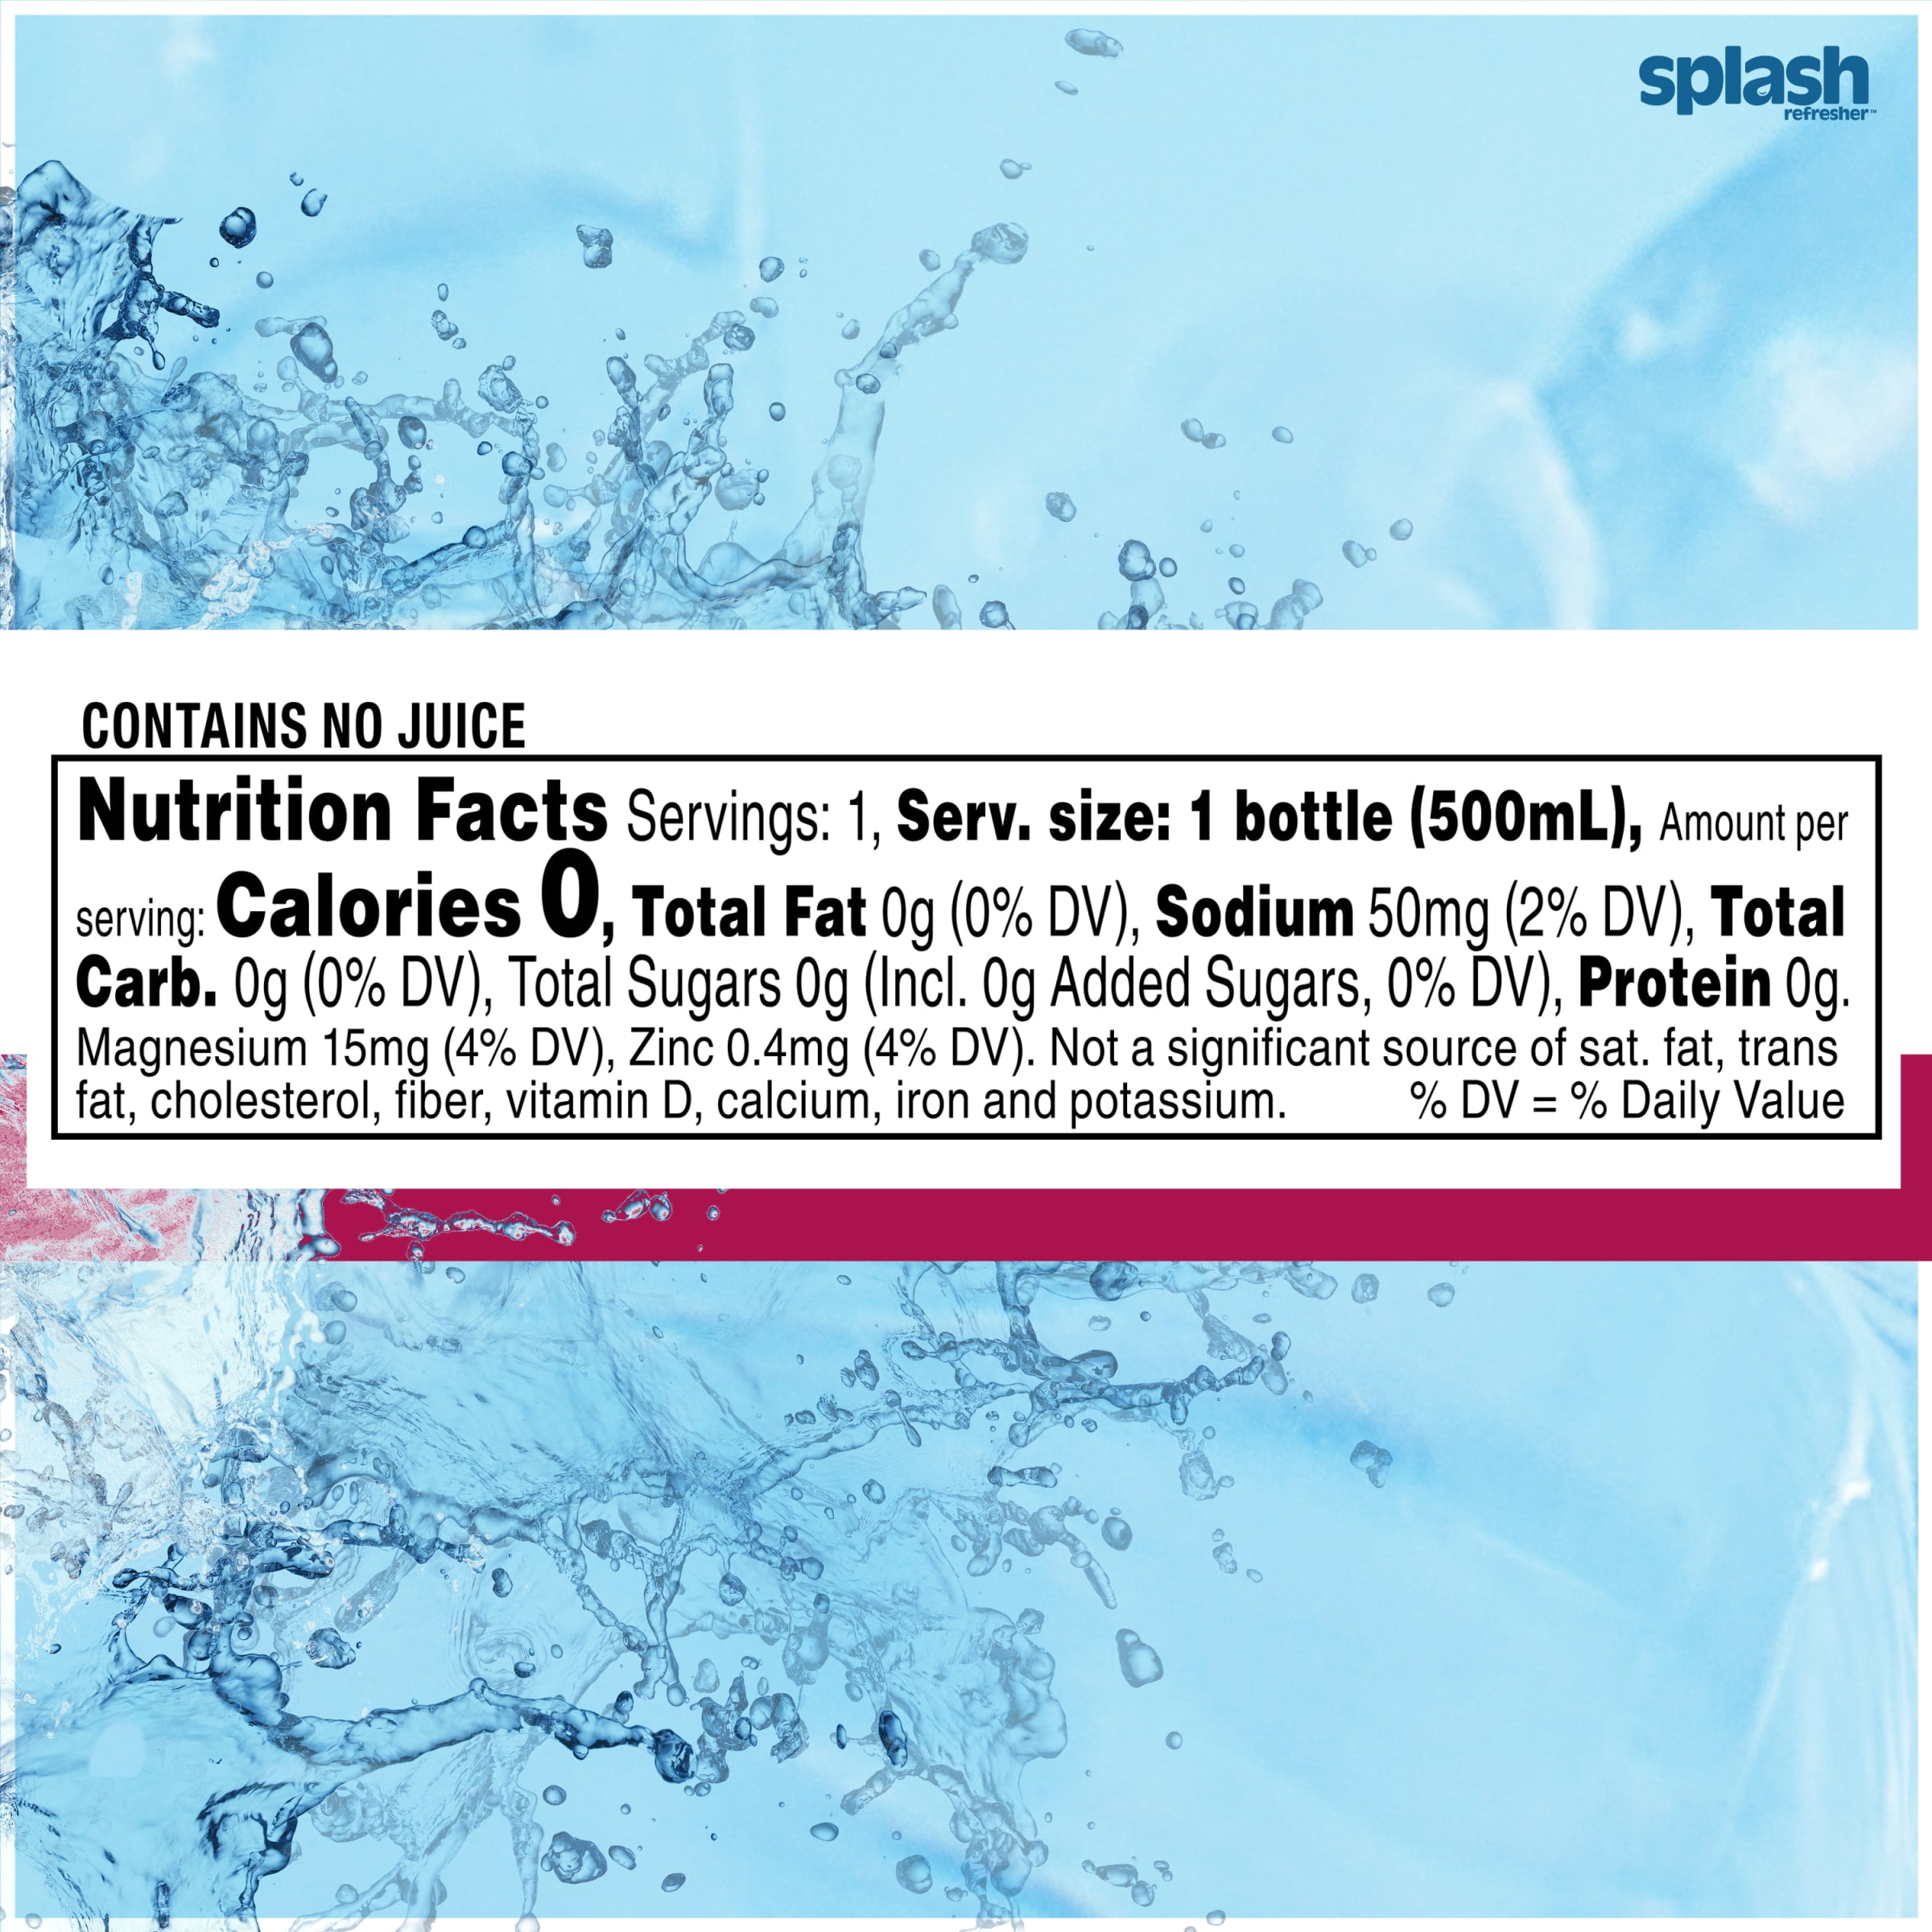 splash
refresher™
CONTAINS NO JUICE
Nutrition Facts Servings: 1, Serv. size: 1 bottle (500mL), Amount per
serving: Calories 0, Total Fat 0g (0% DV), Sodium 50mg (2% DV), Total
Carb. 0g (0% DV), Total Sugars 0g (Incl. 0g Added Sugars, 0% DV), Protein 0g.
Magnesium 15mg (4% DV), Zinc 0.4mg (4% DV). Not a significant source of sat. fat, trans
fat, cholesterol, fiber, vitamin D, calcium, iron and potassium. % DV = % Daily Value